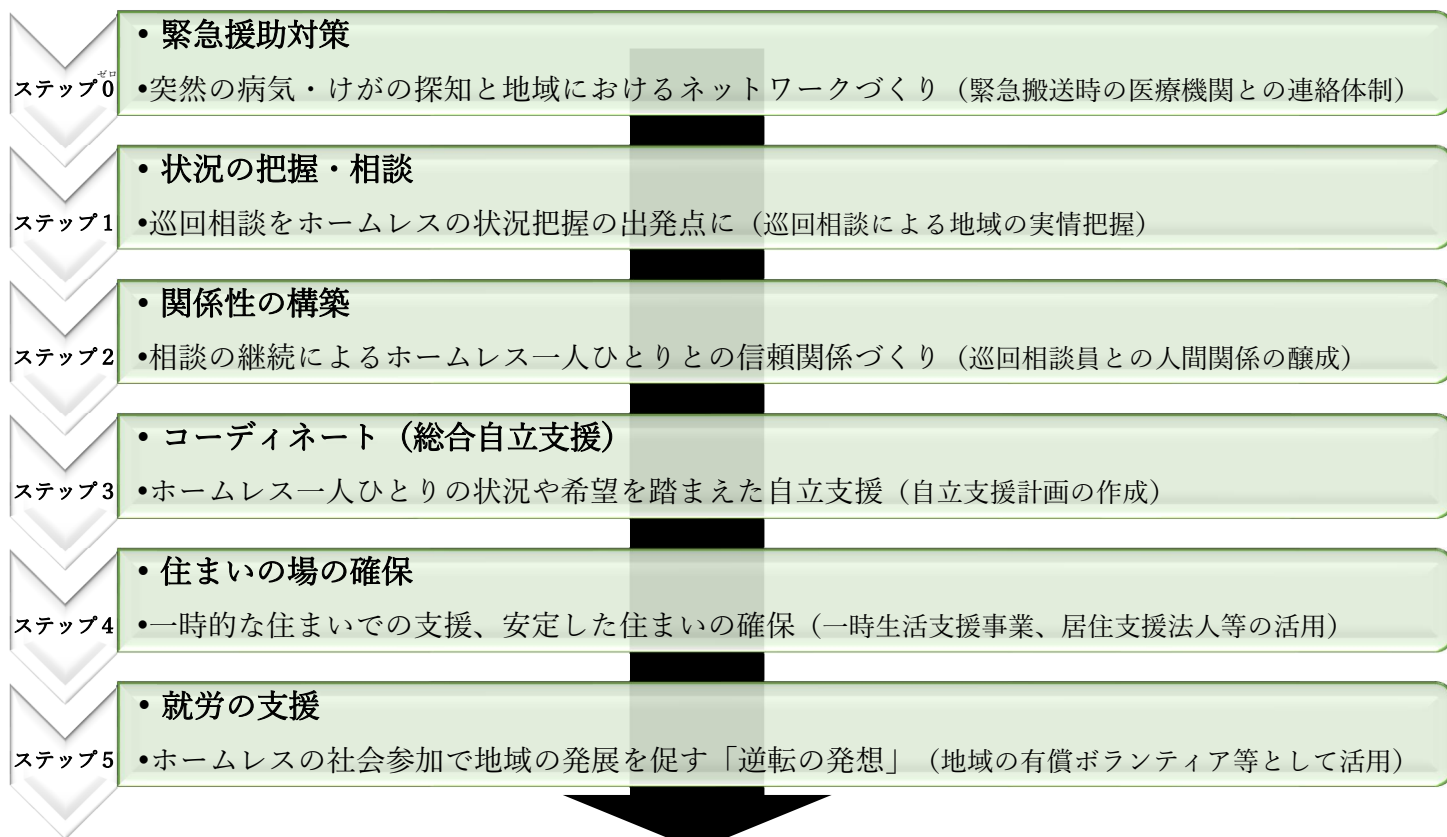 ・緊急援助対策
ステップ0 •突然の病気・けがの探知と地域におけるネットワークづくり（緊急搬送時の医療機関との連絡体制）
ゼロ
・状況の把握・相談
ステップ1 •巡回相談をホームレスの状況把握の出発点に（巡回相談による地域の実情把握）
・関係性の構築
ステップ2 •相談の継続によるホームレス一人ひとりとの信頼関係づくり（巡回相談員との人間関係の醸成）
・コーディネート（総合自立支援）
ステップ3 •ホームレス一人ひとりの状況や希望を踏まえた自立支援（自立支援計画の作成）
・住まいの場の確保
ステップ4 •一時的な住まいでの支援、安定した住まいの確保（一時生活支援事業、居住支援法人等の活用）
・就労の支援
ステップ5 •ホームレスの社会参加で地域の発展を促す「逆転の発想」（地域の有償ボランティア等として活用）